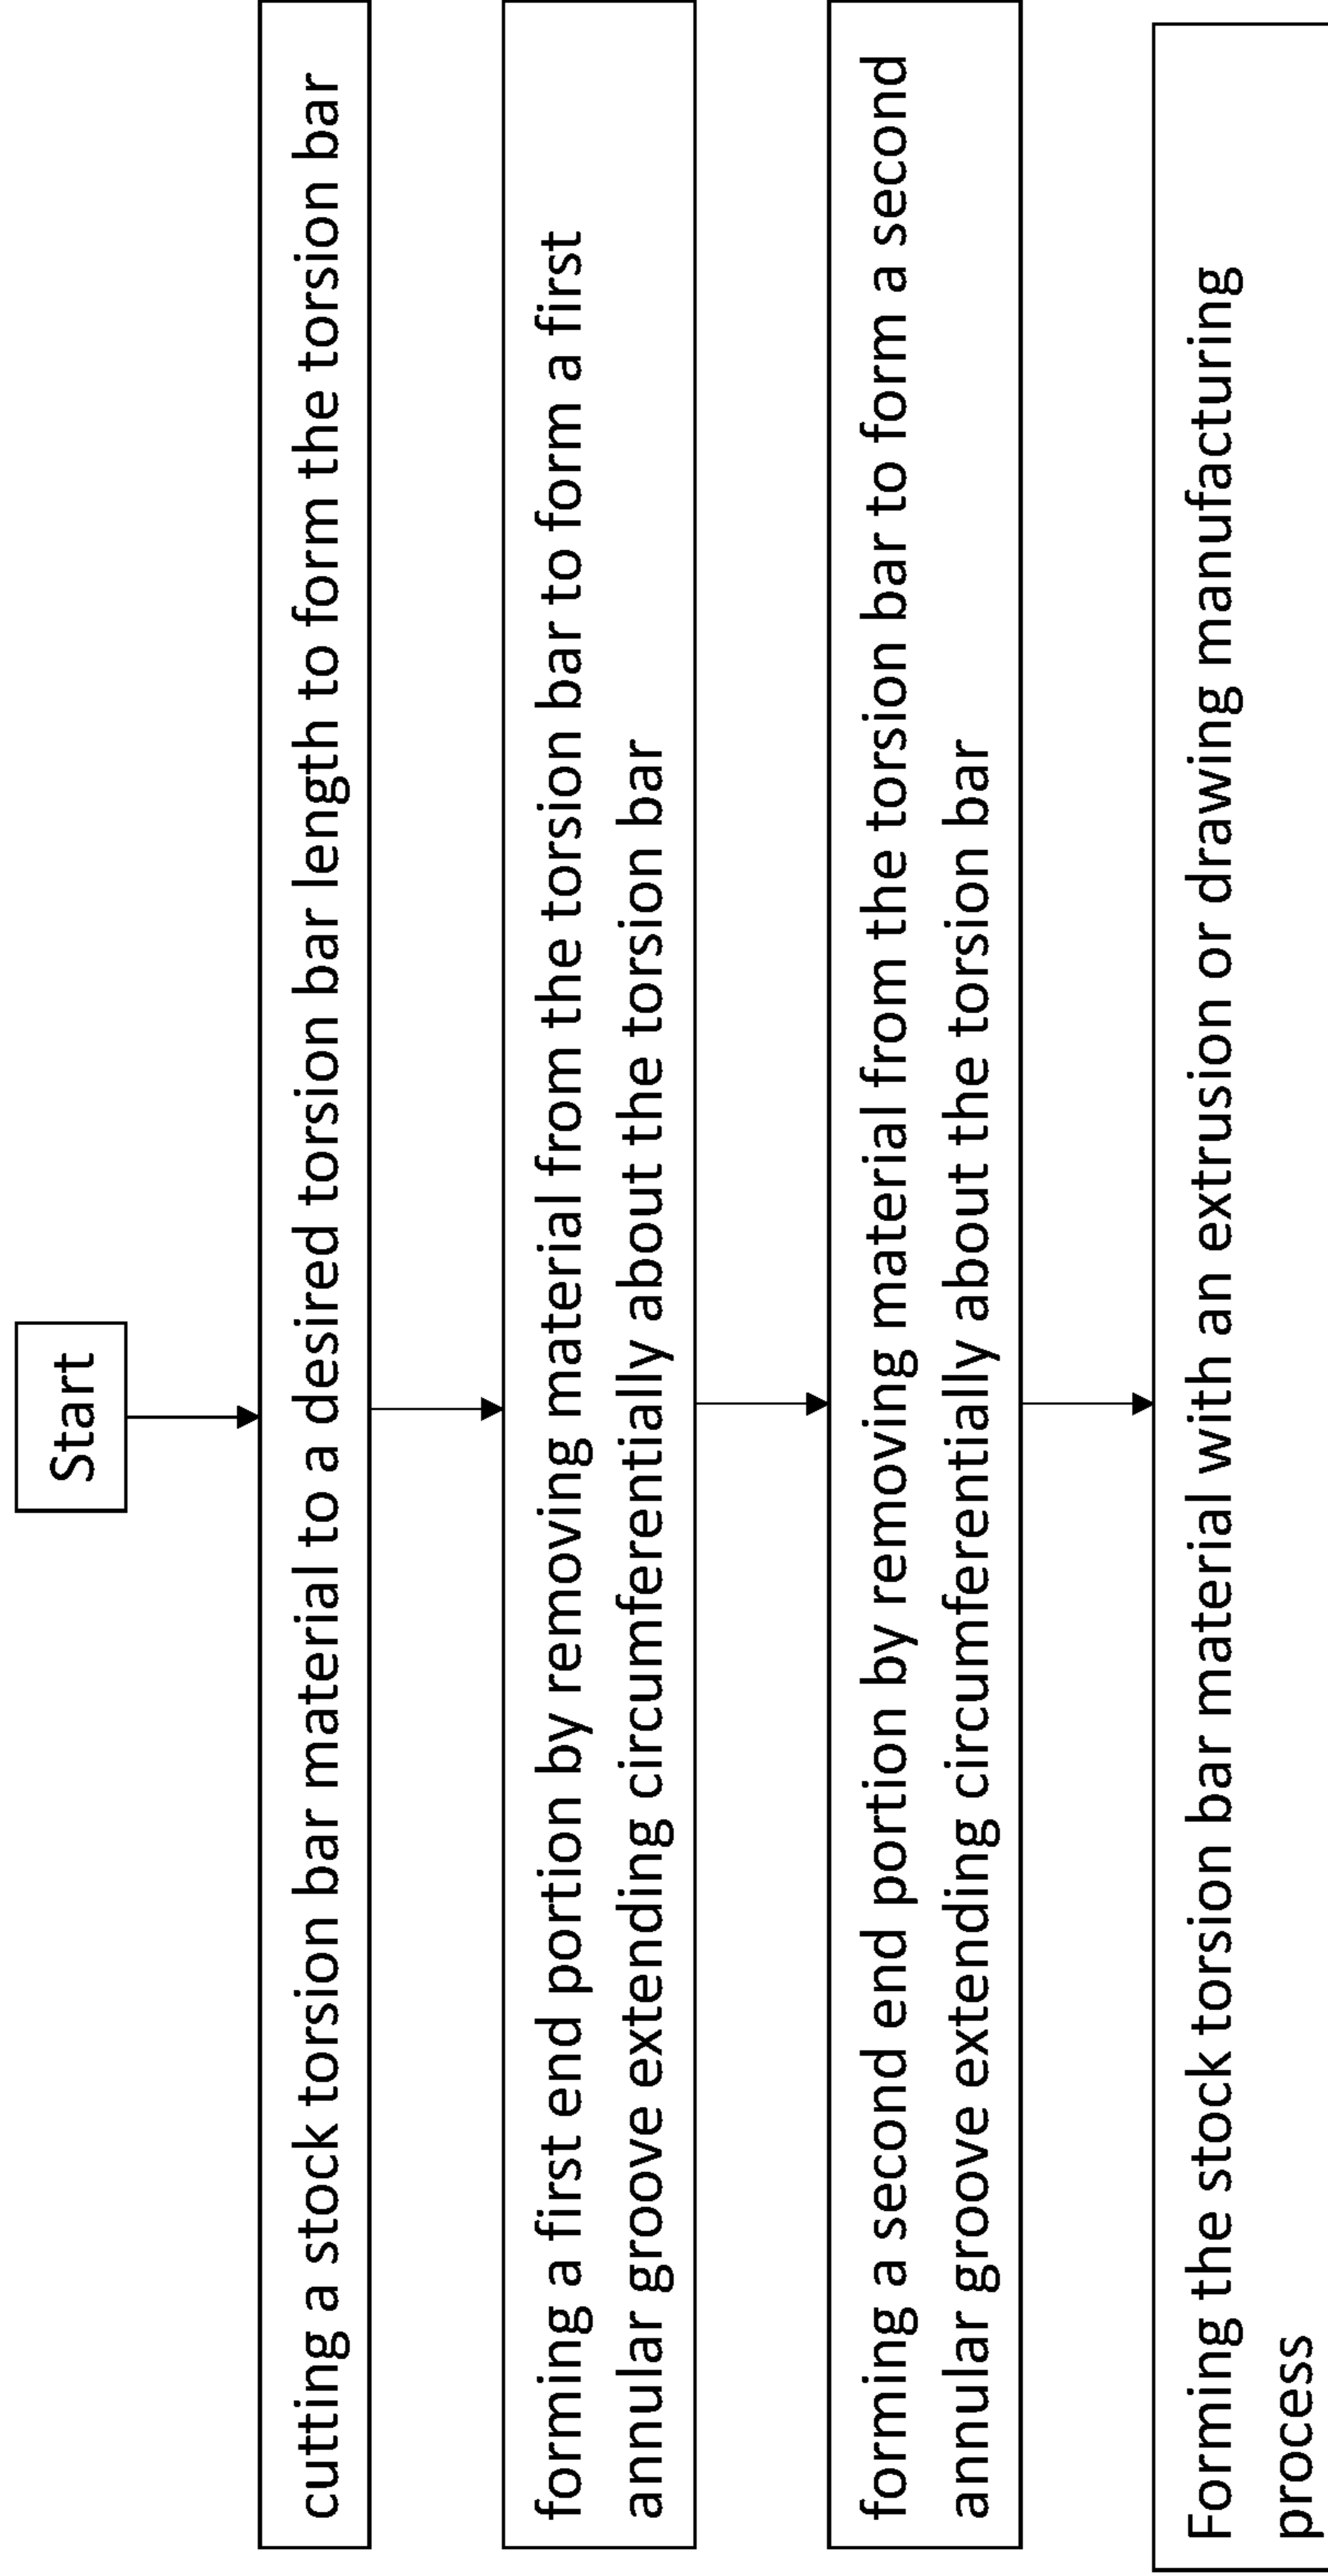 Start
cutting a stock torsion bar material to a desired torsion bar length to form the torsion bar
forming a first end portion by removing material from the torsion bar to form a first
annular groove extending circumferentially about the torsion bar
forming a second end portion by removing material from the torsion bar to form a second
annular groove extending circumferentially about the torsion bar
Forming the stock torsion bar material with an extrusion or drawing manufacturing
process